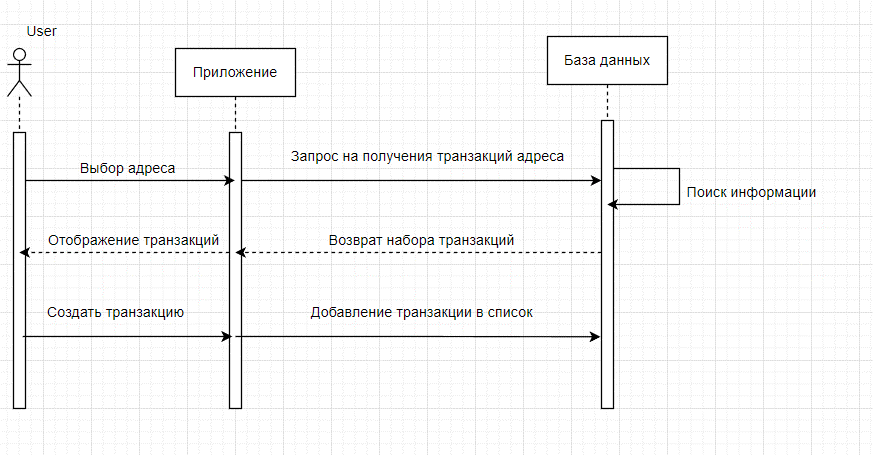 User
Приложение
База данных
Выбор адреса
Запрос на получения транзакций адреса
Поиск информации
Отображение транзакций
Возврат набора транзакций
Создать транзакцию
Добавление транзакции в список